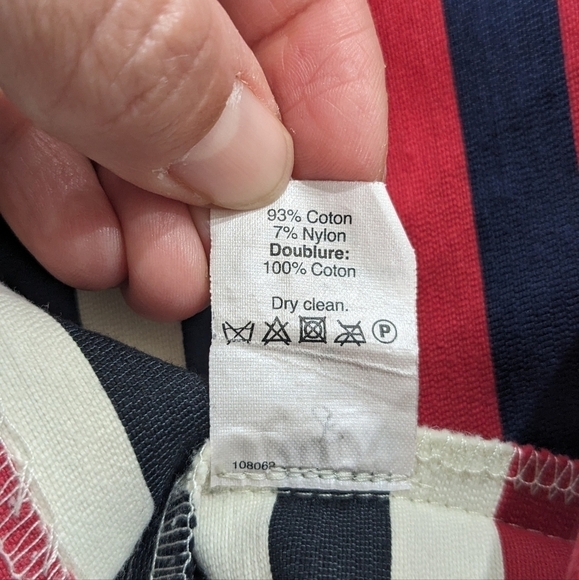 93% Coton
7% Nylon
Doublure:
100% Coton
Dry clean.
P
108068